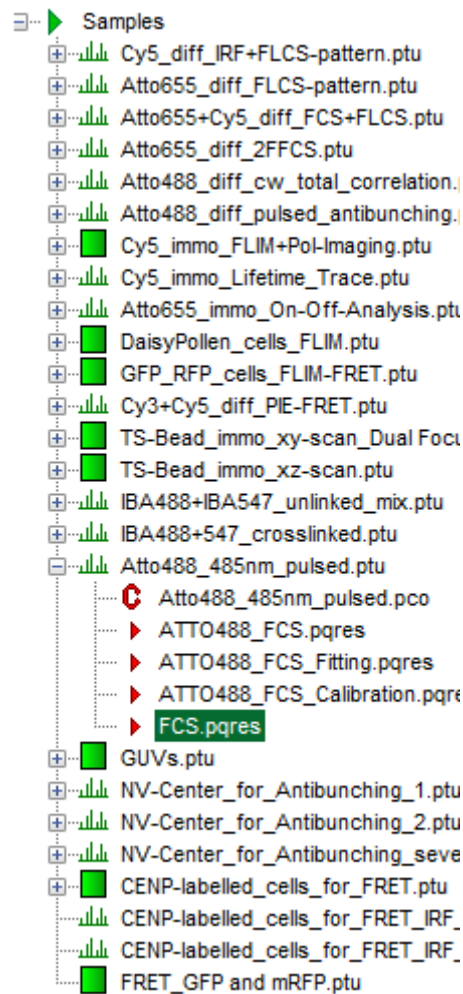 Samples
Cy5_diff_IRF+FLCS-pattern.ptu
Atto655_diff_FLCS-pattern.ptu
Atto655+Cy5_diff_FCS+FLCS.ptu
Atto655_diff_2FFCS.ptu
Atto488_diff_cw_total_correlation.
Atto488_diff_pulsed_antibunching.
Cy5_immo_FLIM+Pol-Imaging.ptu
Cy5_immo_Lifetime_Trace.ptu
Atto655_immo_On-Off-Analysis.ptu
DaisyPollen_cells_FLIM.ptu
GFP_RFP_cells_FLIM-FRET.ptu
Cy3+Cy5_diff_PIE-FRET.ptu
TS-Bead_immo_xy-scan_Dual Focu
TS-Bead_immo_xz-scan.ptu
IBA488+IBA547_unlinked_mix.ptu
IBA488+547_crosslinked.ptu
Atto488_485nm_pulsed.ptu
Atto488_485nm_pulsed.pco
ATTO488_FCS.pqres
ATTO488_FCS_Fitting.pqres
ATTO488_FCS_Calibration.pqre
FCS.pqres
GUVs.ptu
NV-Center_for_Antibunching_1.ptu
NV-Center_for_Antibunching_2.ptu
NV-Center_for_Antibunching_seve
CENP-labelled_cells_for_FRET.ptu
CENP-labelled_cells_for_FRET_IRF_
CENP-labelled_cells_for_FRET_IRF_
FRET_GFP and mRFP.ptu